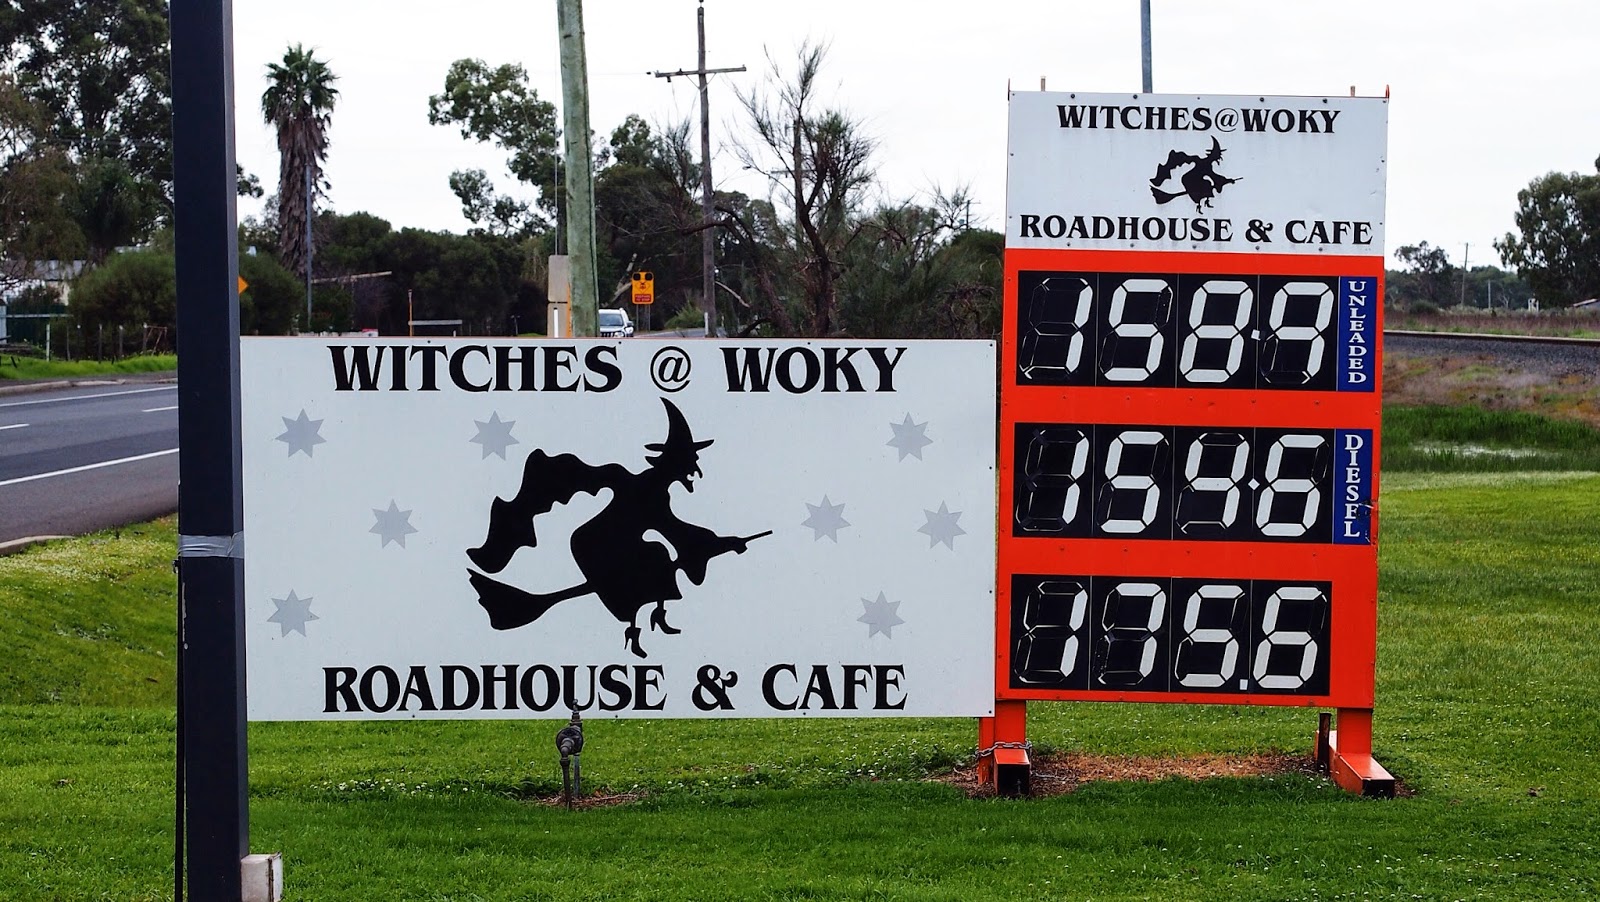 WITCHES @ WOKY
ROADHOUSE & CAFE
WITCHES@WOKY
ROADHOUSE & CAFE
158.9 UNLEADED
154.6 DIESEL
175.6